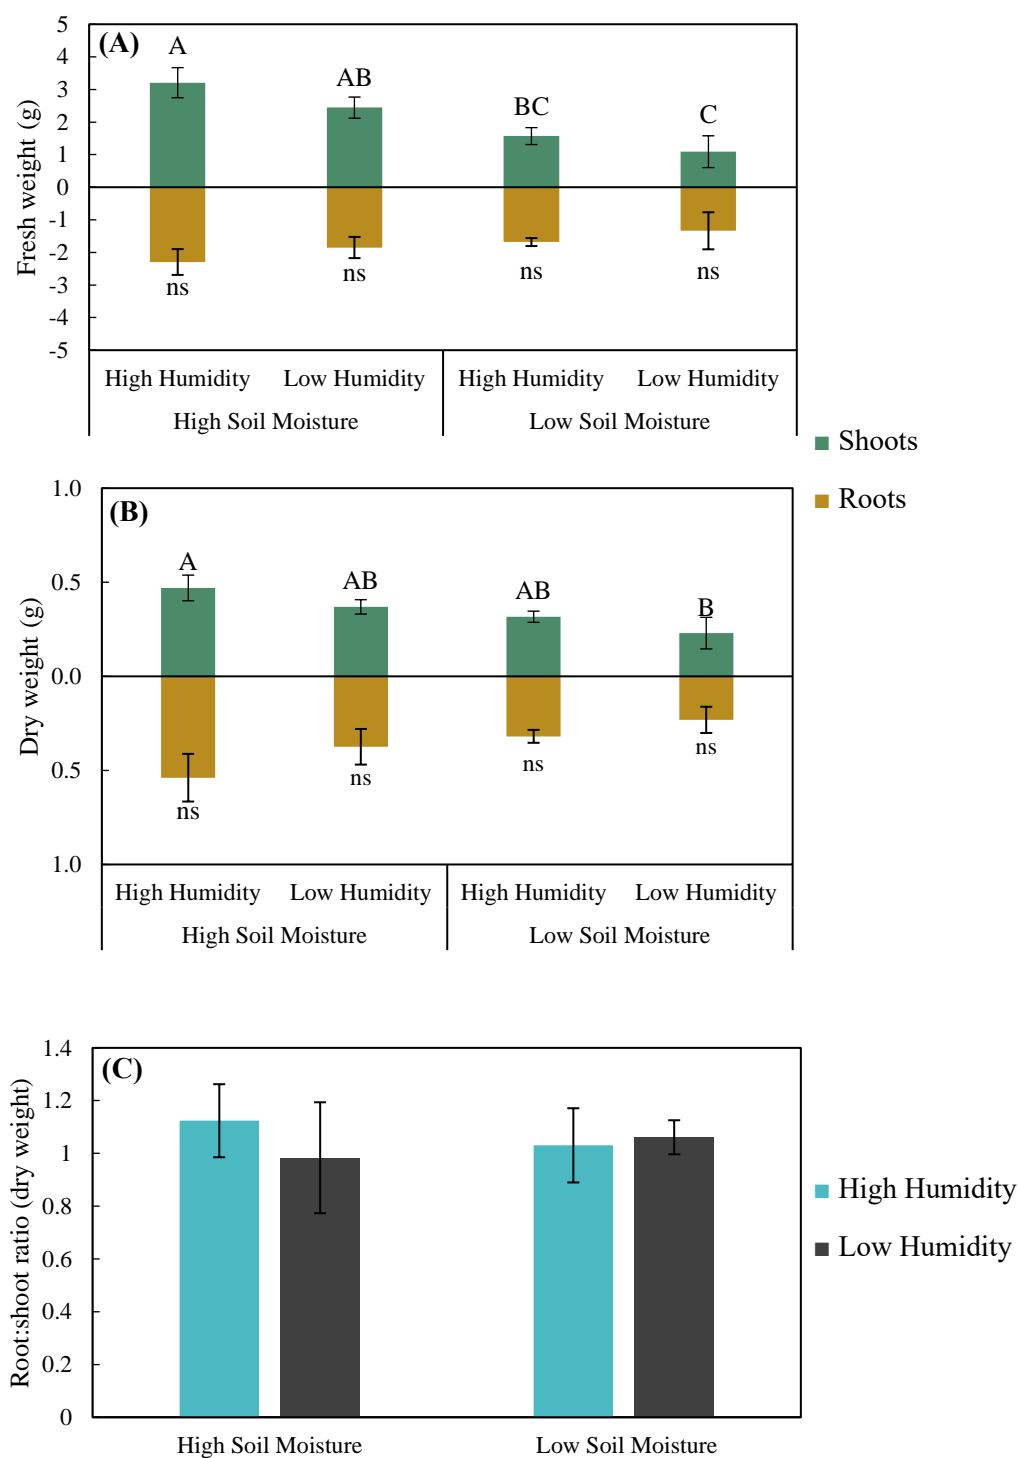 (A)
Fresh weight (g)
5
4
3
2
1
0
-1
-2
-3
-4
-5
A
AB
BC
C
ns
ns
ns
ns
High Humidity
Low Humidity
High Humidity
Low Humidity
High Soil Moisture
Low Soil Moisture
Shoots
Roots
(B)
Dry weight (g)
1.0
0.5
0.0
0.5
1.0
A
AB
AB
B
ns
ns
ns
ns
High Humidity
Low Humidity
High Humidity
Low Humidity
High Soil Moisture
Low Soil Moisture
(C)
Root:shoot ratio (dry weight)
1.4
1.2
1
0.8
0.6
0.4
0.2
0
High Soil Moisture
Low Soil Moisture
High Humidity
Low Humidity